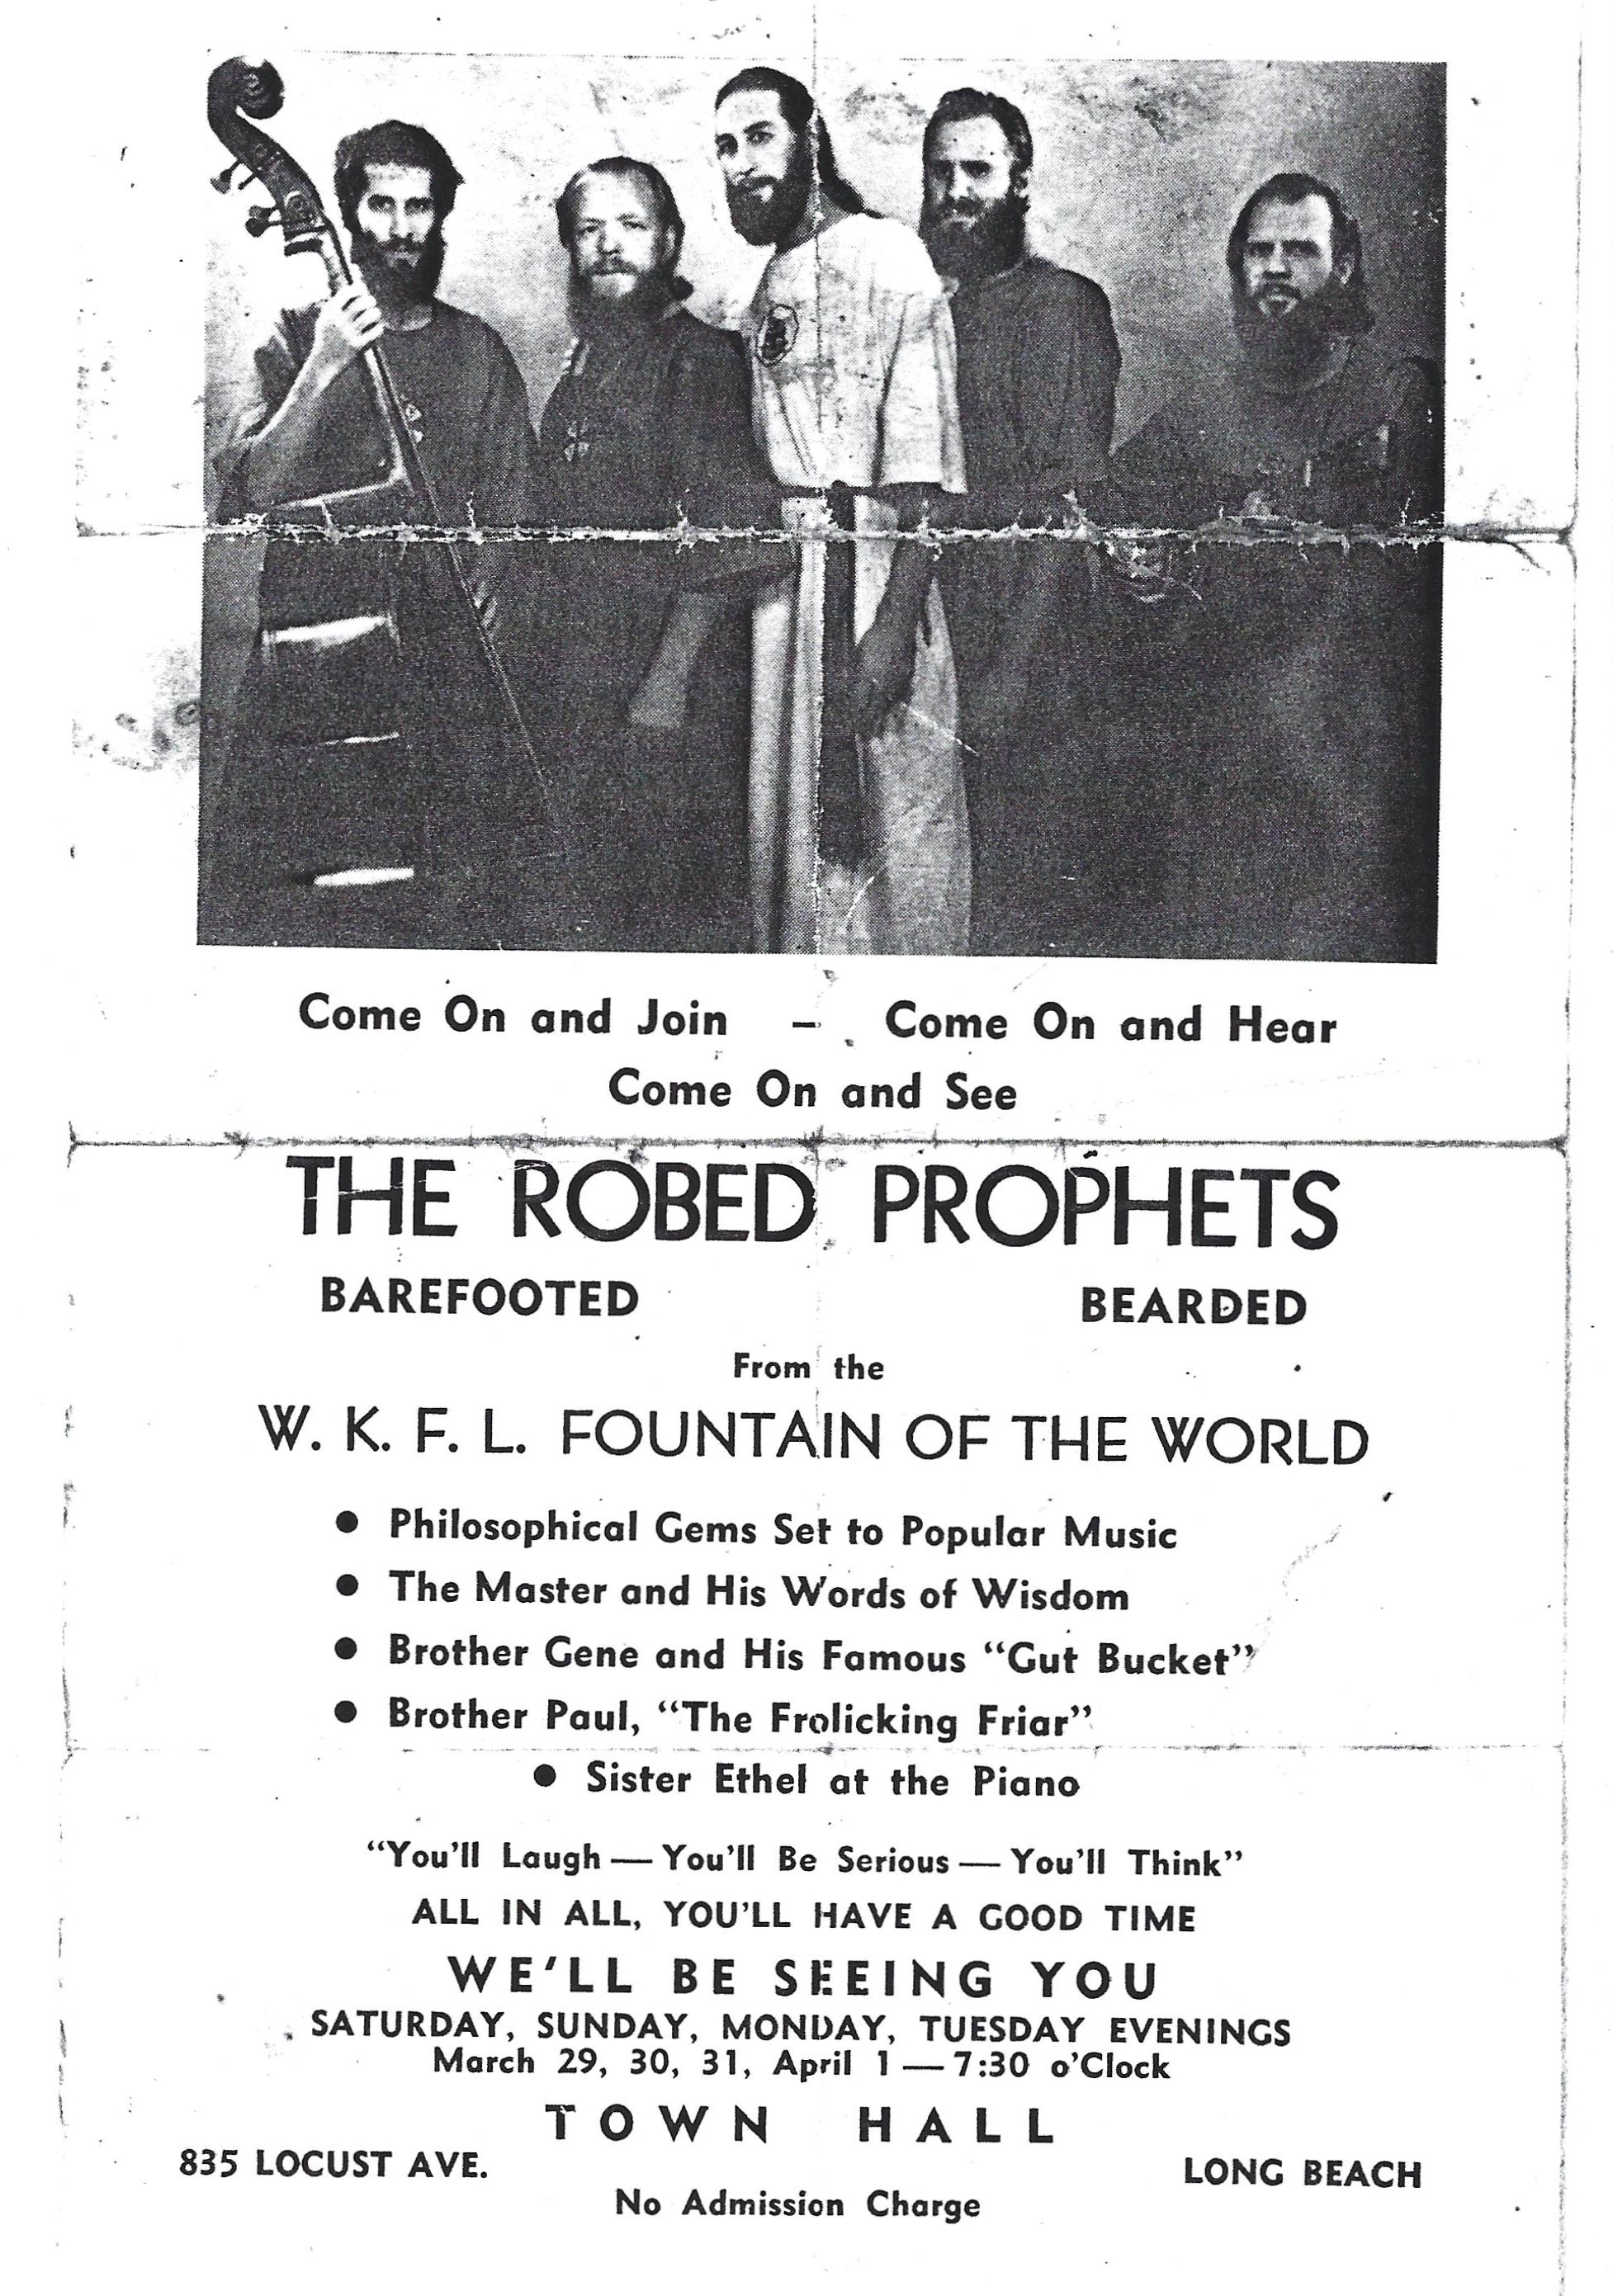 Come On and Join – Come On and Hear
Come On and See
THE ROBED PROPHETS
BAREFOOTED BEARDED
From the
W. K. F. L. FOUNTAIN OF THE WORLD
● Philosophical Gems Set to Popular Music
● The Master and His Words of Wisdom
● Brother Gene and His Famous “Gut Bucket”
● Brother Paul, “The Frolicking Friar”
● Sister Ethel at the Piano
“You’ll Laugh — You’ll Be Serious — You’ll Think”
ALL IN ALL, YOU’LL HAVE A GOOD TIME
WE’LL BE SEEING YOU
SATURDAY, SUNDAY, MONDAY, TUESDAY EVENINGS
March 29, 30, 31, April 1 — 7:30 o’Clock
TOWN HALL
835 LOCUST AVE. LONG BEACH
No Admission Charge